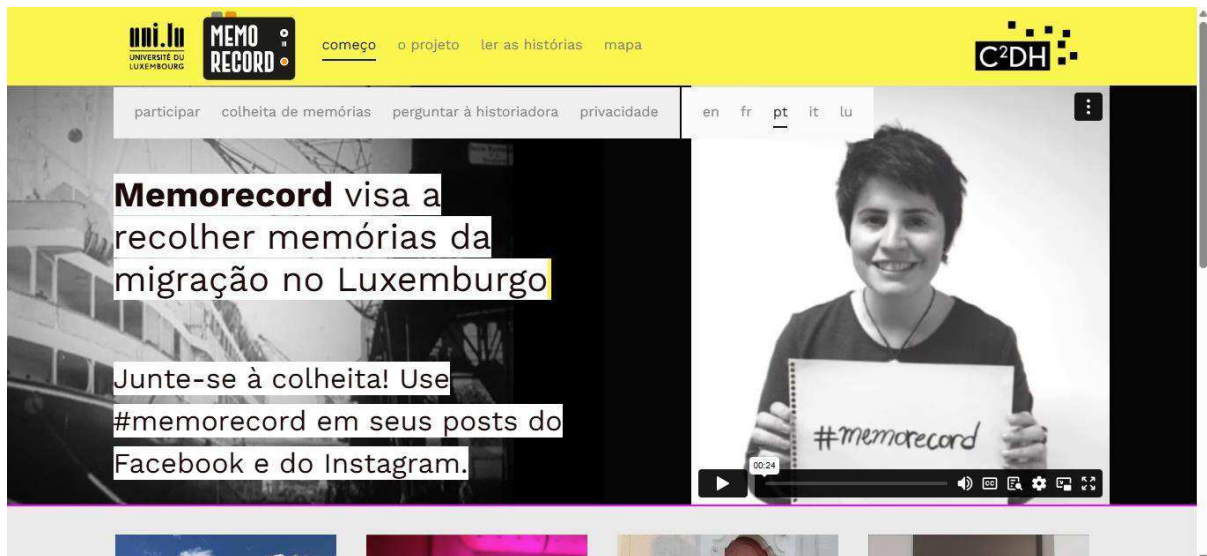 uni.lu
UNIVERSITÉ DU
LUXEMBOURG
MEMO
RECORD
começo o projeto ler as histórias mapa
C²DH
participar colheita de memórias perguntar à historiadora privacidade en fr pt it lu
Memorecord visa a
recolher memórias da
migração no Luxemburgo
Junte-se à colheita! Use
#memorecord em seus posts do
Facebook e do Instagram.
#memorecord
00:24
CC